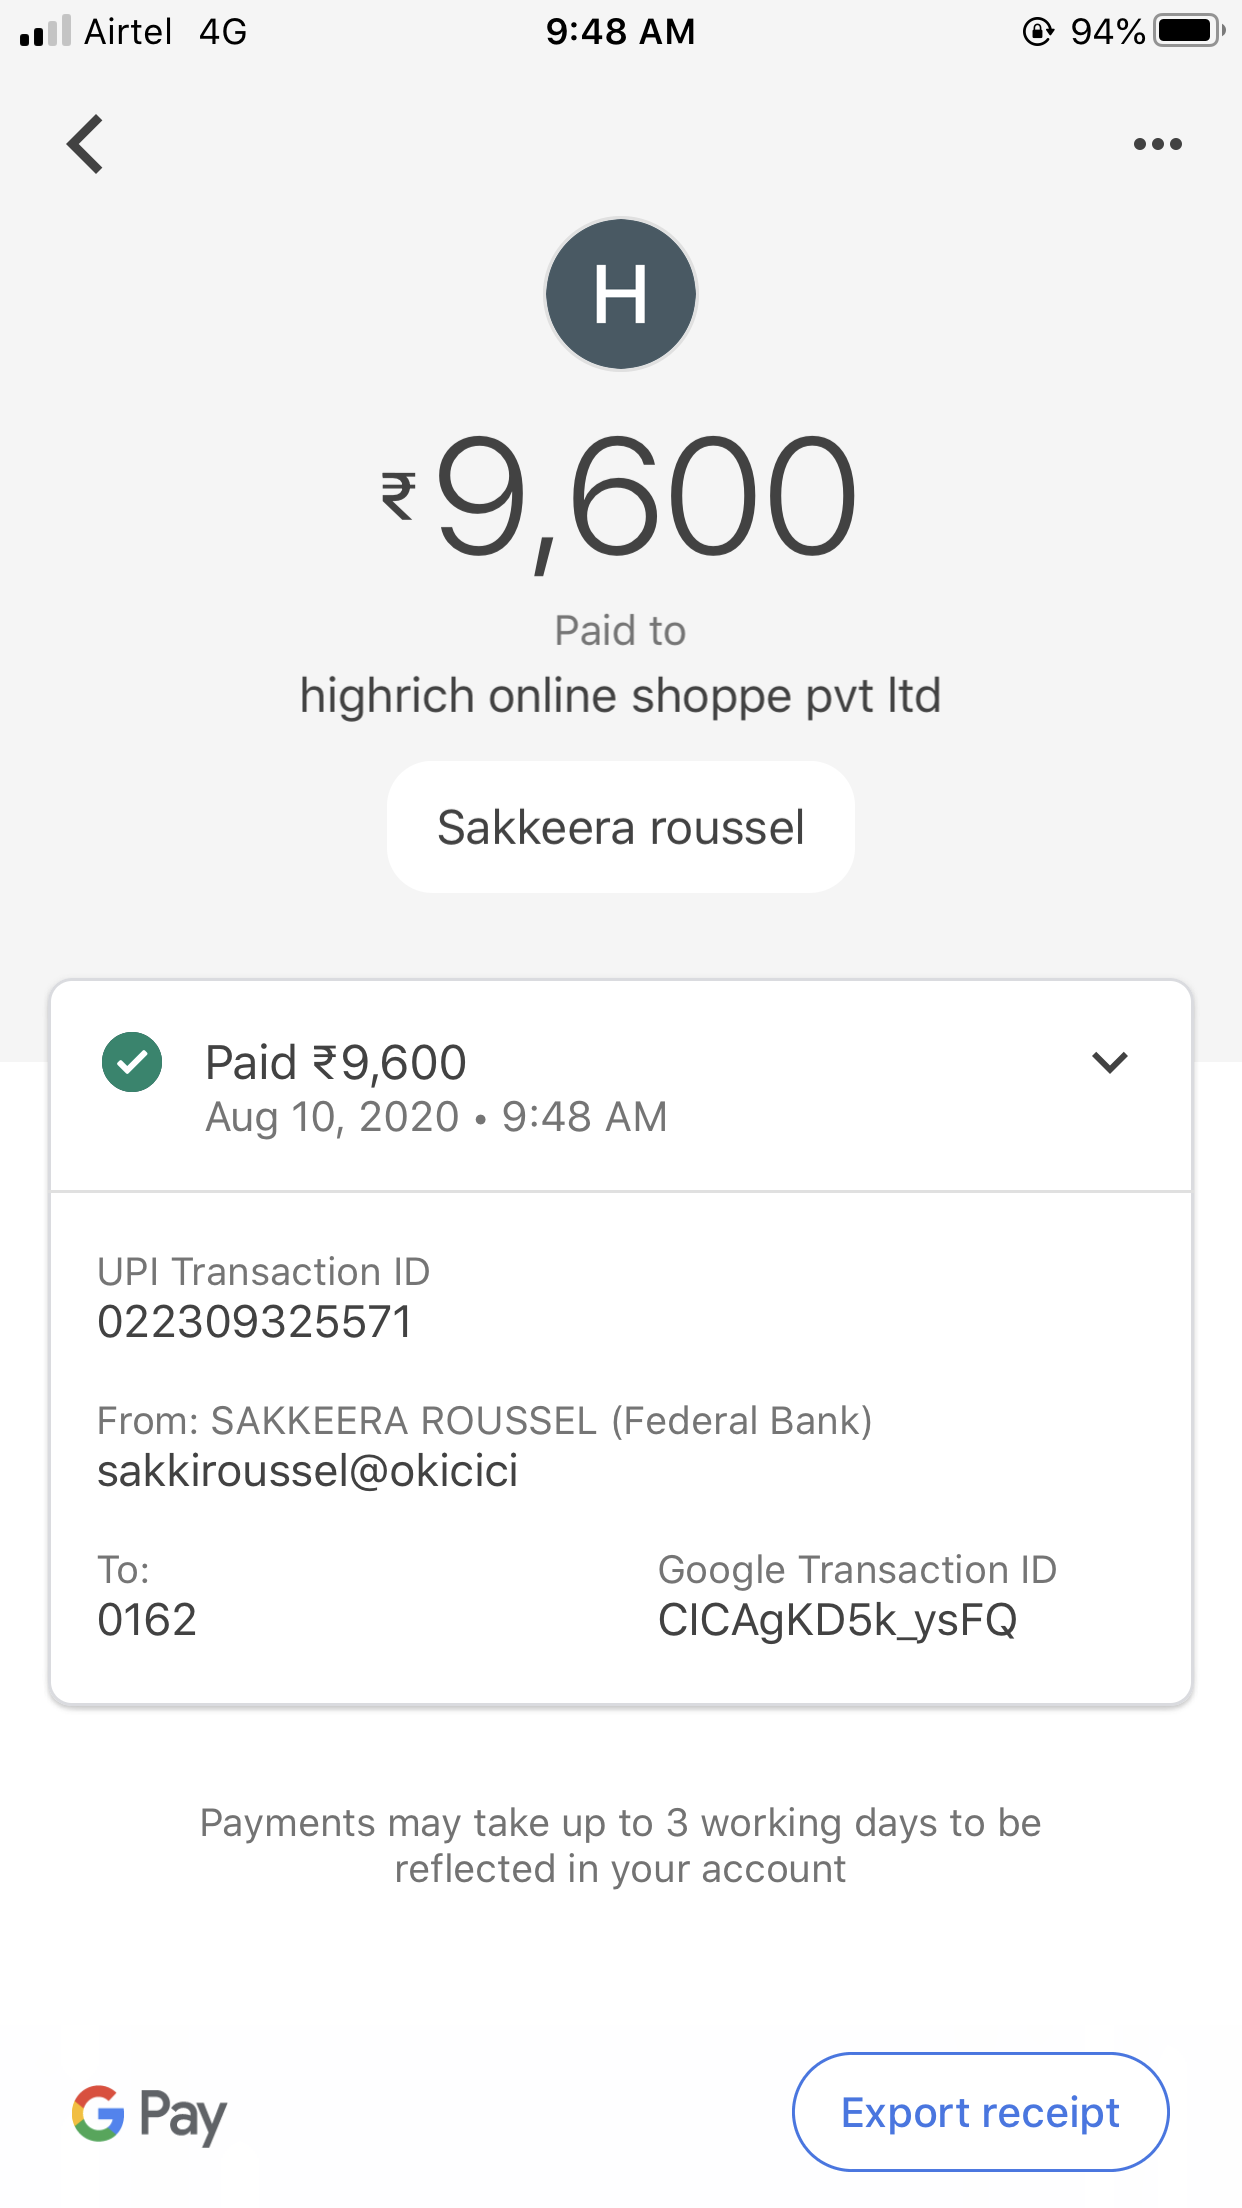 Airtel 4G 9:48 AM 94%
H
₹9,600
Paid to
highrich online shoppe pvt ltd
Sakkeera roussel
Paid ₹9,600
Aug 10, 2020 • 9:48 AM
UPI Transaction ID
022309325571
From: SAKKEERA ROUSSEL (Federal Bank)
sakkiroussel@okicici
To:
0162
Google Transaction ID
CICAgKD5k_ysFQ
Payments may take up to 3 working days to be
reflected in your account
G Pay
Export receipt